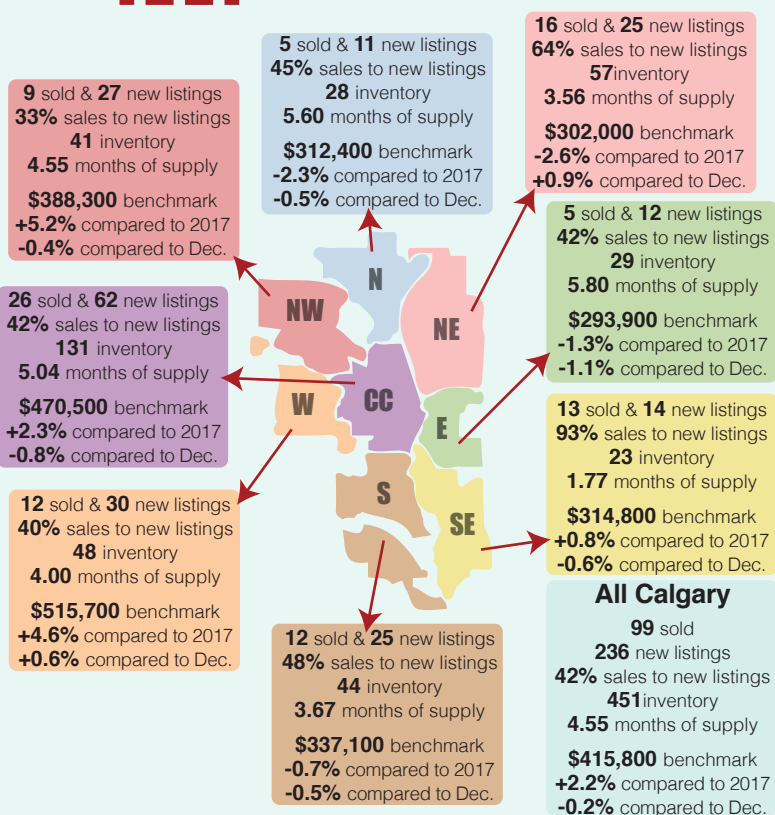 5 sold & 11 new listings
45% sales to new listings
28 inventory
5.60 months of supply
$312,400 benchmark
-2.3% compared to 2017
-0.5% compared to Dec.
16 sold & 25 new listings
64% sales to new listings
57inventory
3.56 months of supply
$302,000 benchmark
-2.6% compared to 2017
+0.9% compared to Dec.
9 sold & 27 new listings
33% sales to new listings
41 inventory
4.55 months of supply
$388,300 benchmark
+5.2% compared to 2017
-0.4% compared to Dec.
5 sold & 12 new listings
42% sales to new listings
29 inventory
5.80 months of supply
$293,900 benchmark
-1.3% compared to 2017
-1.1% compared to Dec.
26 sold & 62 new listings
42% sales to new listings
131 inventory
5.04 months of supply
$470,500 benchmark
+2.3% compared to 2017
-0.8% compared to Dec.
N
NW
NE
W
CC
E
S
SE
13 sold & 14 new listings
93% sales to new listings
23 inventory
1.77 months of supply
$314,800 benchmark
+0.8% compared to 2017
-0.6% compared to Dec.
12 sold & 30 new listings
40% sales to new listings
48 inventory
4.00 months of supply
$515,700 benchmark
+4.6% compared to 2017
+0.6% compared to Dec.
12 sold & 25 new listings
48% sales to new listings
44 inventory
3.67 months of supply
$337,100 benchmark
-0.7% compared to 2017
-0.5% compared to Dec.
All Calgary
99 sold
236 new listings
42% sales to new listings
451inventory
4.55 months of supply
$415,800 benchmark
+2.2% compared to 2017
-0.2% compared to Dec.